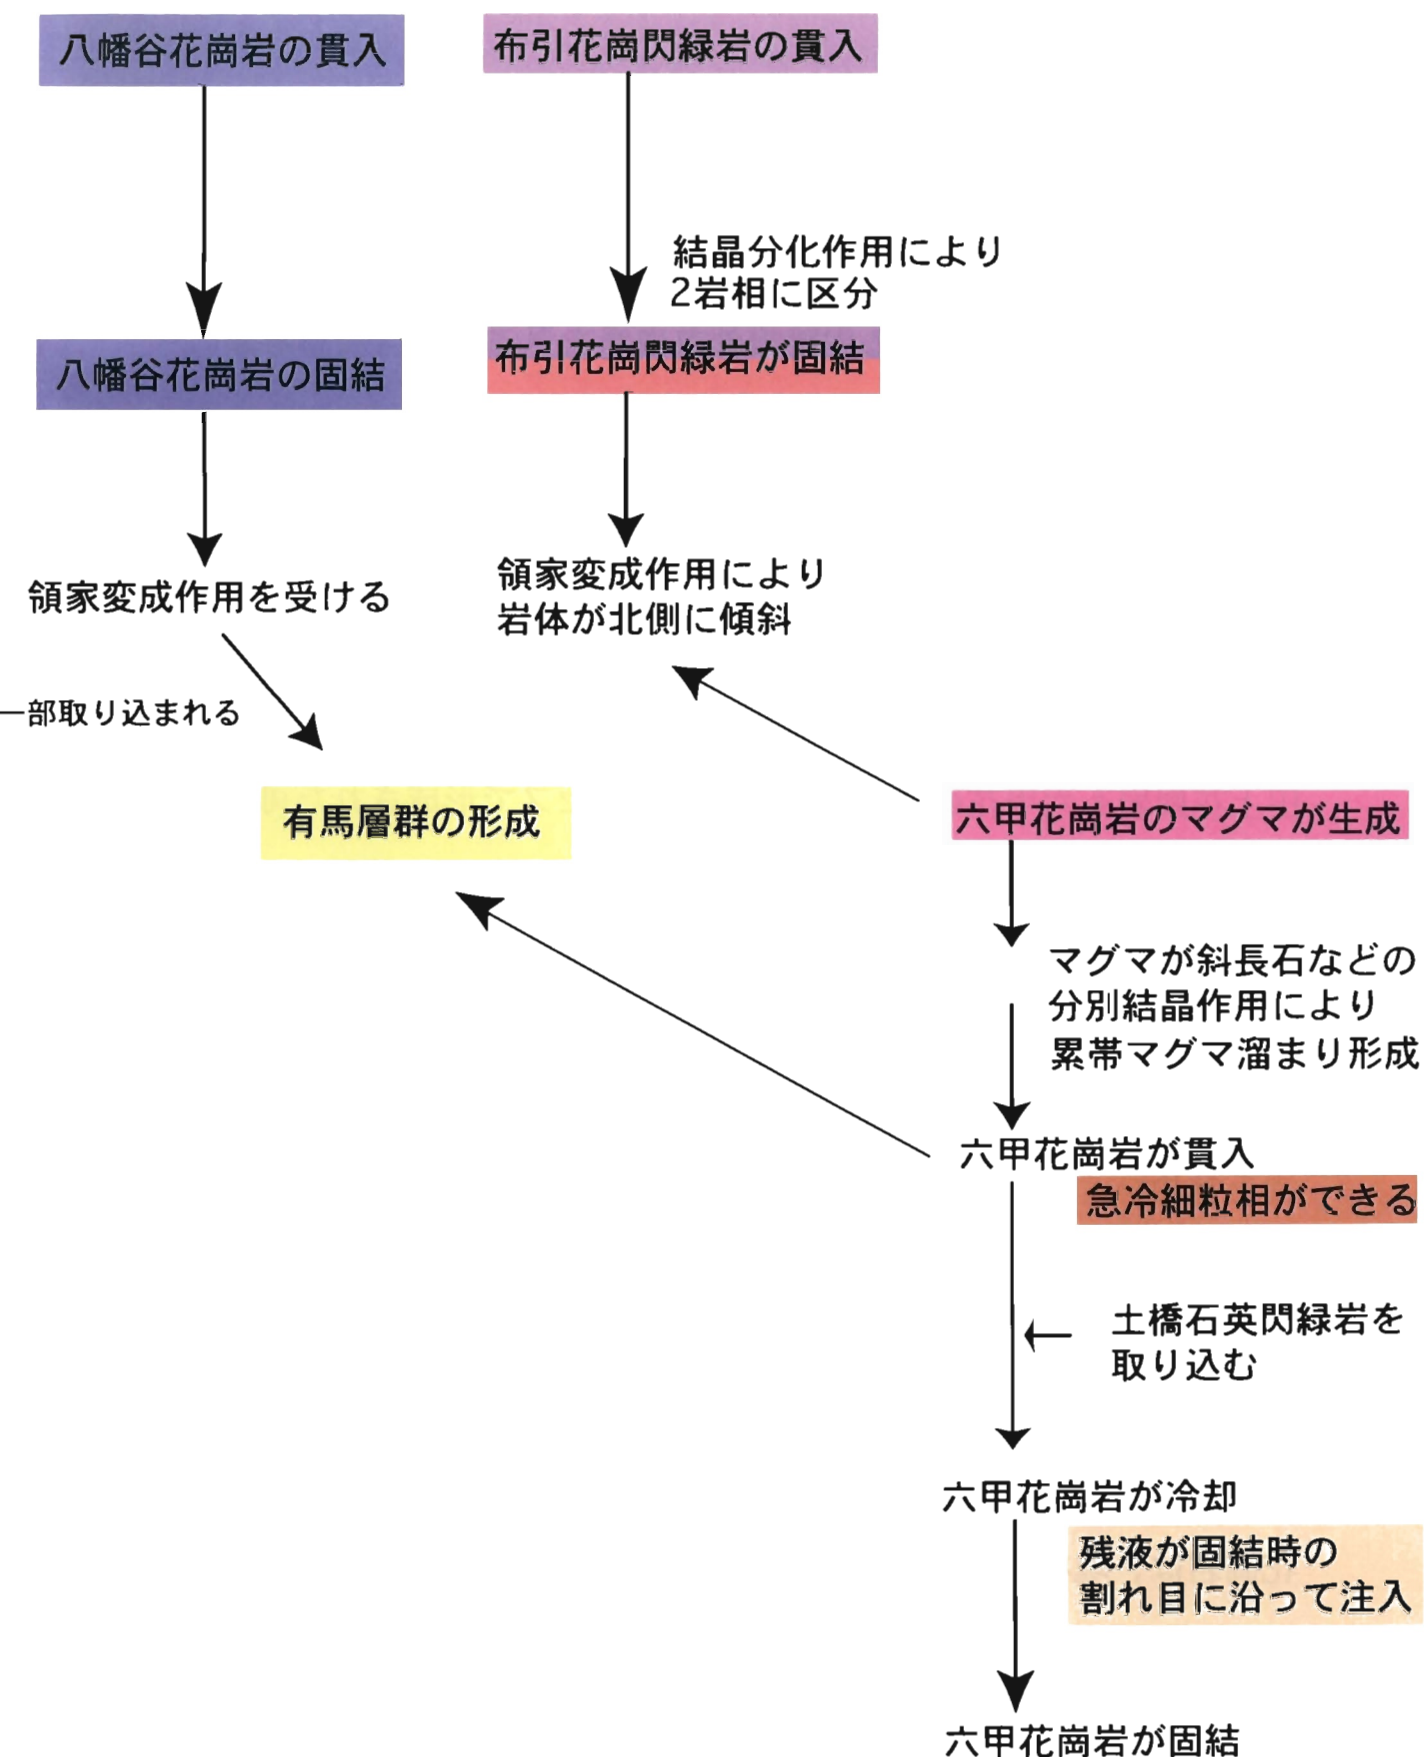 八幡谷花崗岩の貫入
布引花崗閃緑岩の貫入
結晶分化作用により
2岩相に区分
八幡谷花崗岩の固結
布引花崗閃緑岩が固結
領家変成作用を受ける
領家変成作用により
岩体が北側に傾斜
一部取り込まれる
有馬層群の形成
六甲花崗岩のマグマが生成
マグマが斜長石などの
分別結晶作用により
累帯マグマ溜まり形成
六甲花崗岩が貫入
急冷細粒相ができる
土橋石英閃緑岩を
取り込む
六甲花崗岩が冷却
残液が固結時の
割れ目に沿って注入
六甲花崗岩が固結